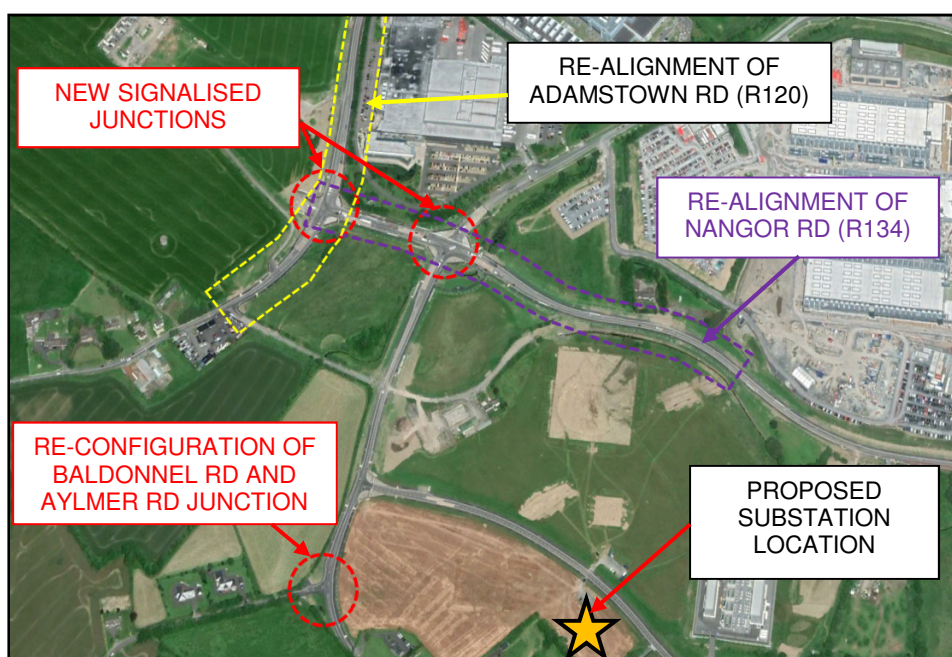 NEW SIGNALISED
JUNCTIONS
RE-ALIGNMENT OF
ADAMSTOWN RD (R120)
RE-ALIGNMENT OF
NANGOR RD (R134)
RE-CONFIGURATION OF
BALDONNEL RD AND
AYLMER RD JUNCTION
PROPOSED
SUBSTATION
LOCATION